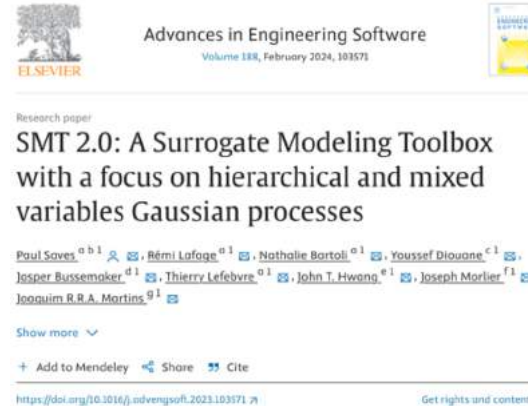 Advances in Engineering Software
Volume 188, February 2024, 103571
ELSEVIER
Research paper
SMT 2.0: A Surrogate Modeling Toolbox
with a focus on hierarchical and mixed
variables Gaussian processes
Paul Saves a b 1, Rémi Lafage a 1, Nathalie Bartoli a 1, Youssef Diouane c 1,
Jasper Bussemaker d 1, Thierry Lefebvre a 1, John T. Hwang e 1, Joseph Morlier f 1
Joaquim R.R.A. Martins g 1
Show more
+ Add to Mendeley Share Cite
https://doi.org/10.1016/j.advengsoft.2023.103571 Get rights and content